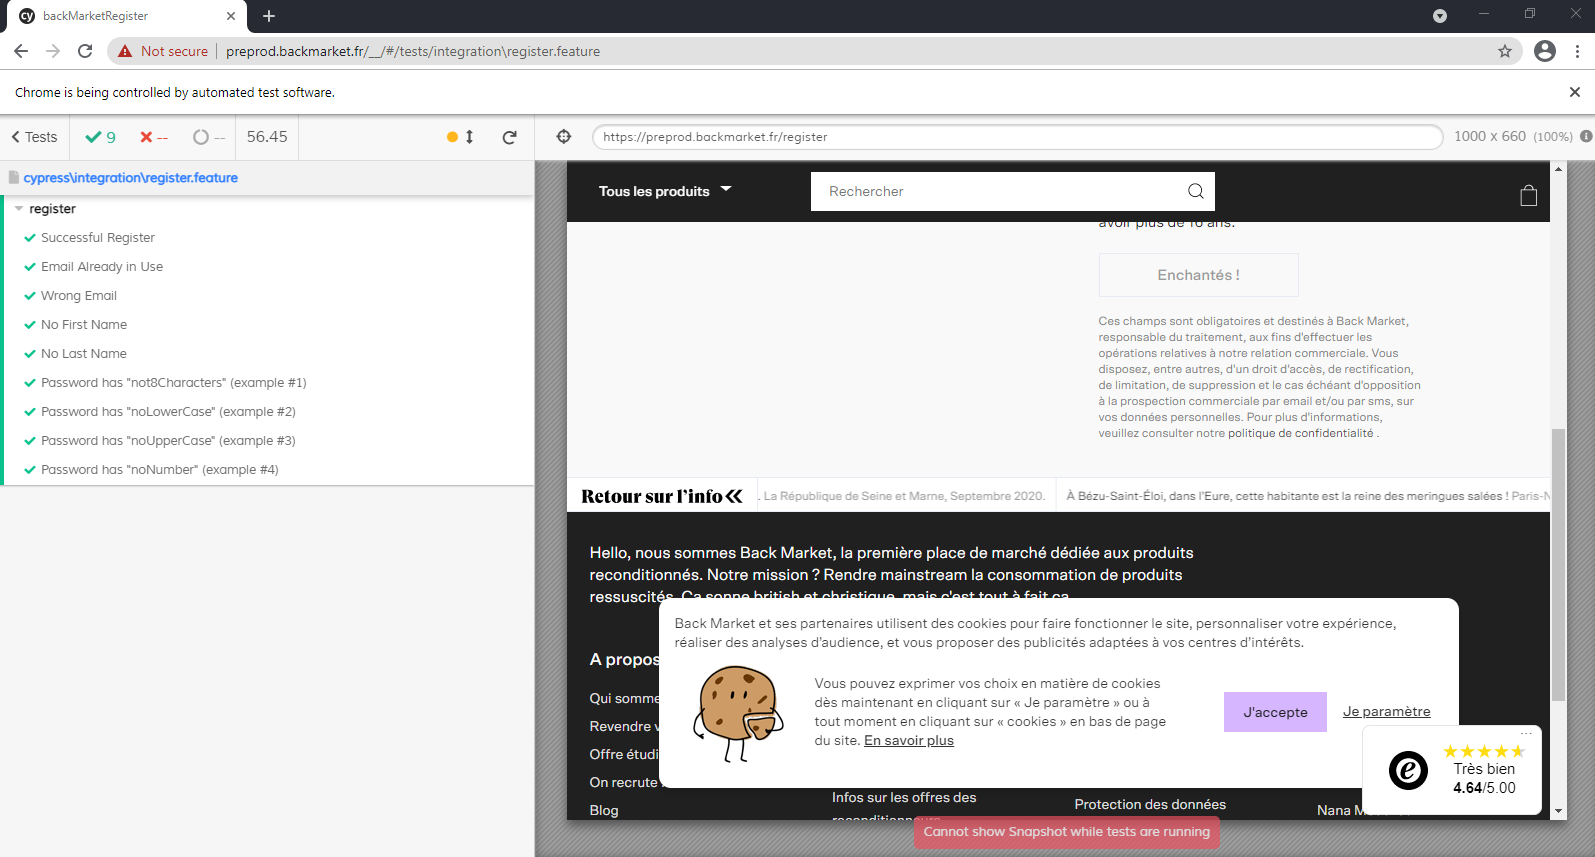 cy backMarketRegister
Not secure preprod.backmarket.fr/__/#/tests/integration\register.feature
Chrome is being controlled by automated test software.
Tests 9 -- -- 56.45
https://preprod.backmarket.fr/register 1000 x 660 (100%)
cypress\integration\register.feature
register
Successful Register
Email Already in Use
Wrong Email
No First Name
No Last Name
Password has "not8Characters" (example #1)
Password has "noLowerCase" (example #2)
Password has "noUpperCase" (example #3)
Password has "noNumber" (example #4)
Tous les produits Rechercher
avoir plus de 16 ans.
Enchantés !
Ces champs sont obligatoires et destinés à Back Market,
responsable du traitement, aux fins d'effectuer les
opérations relatives à notre relation commerciale. Vous
disposez, entre autres, d'un droit d'accès, de rectification,
de limitation, de suppression et le cas échéant d'opposition
à la prospection commerciale par email et/ou par sms, sur
vos données personnelles. Pour plus d'informations,
veuillez consulter notre politique de confidentialité .
Retour sur l'info . La République de Seine et Marne, Septembre 2020. À Bézu-Saint-Éloi, dans l'Eure, cette habitante est la reine des meringues salées ! Paris-N
Hello, nous sommes Back Market, la première place de marché dédiée aux produits
reconditionnés. Notre mission ? Rendre mainstream la consommation de produits
ressuscités. Ça sonne british et christique, mais c'est tout à fait ça.
Back Market et ses partenaires utilisent des cookies pour faire fonctionner le site, personnaliser votre expérience,
réaliser des analyses d'audience, et vous proposer des publicités adaptées à vos centres d'intérêts.
Vous pouvez exprimer vos choix en matière de cookies
dès maintenant en cliquant sur « Je paramètre » ou à
tout moment en cliquant sur « cookies » en bas de page
du site. En savoir plus
J'accepte Je paramètre
A propos
Qui somme
Revendre v
Offre étudi
On recrute
Blog
Infos sur les offres des
reconditionneurs
Protection des données
Nana
e
Très bien
4.64/5.00
Cannot show Snapshot while tests are running